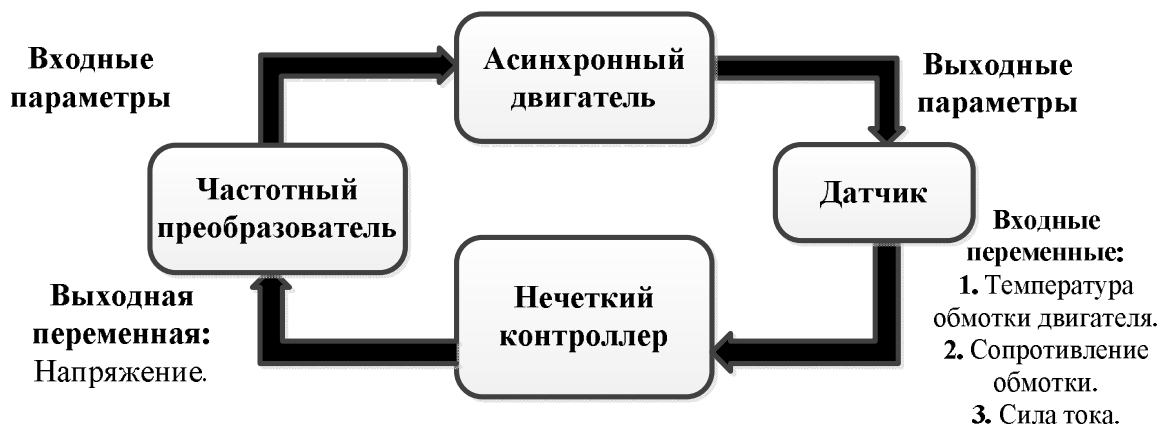 Входные
параметры
Асинхронный
двигатель
Выходные
параметры
Частотный
преобразователь
Датчик
Входные
переменные:
1. Температура
обмотки двигателя.
2. Сопротивление
обмотки.
3. Сила тока.
Нечеткий
контроллер
Выходная
переменная:
Напряжение.